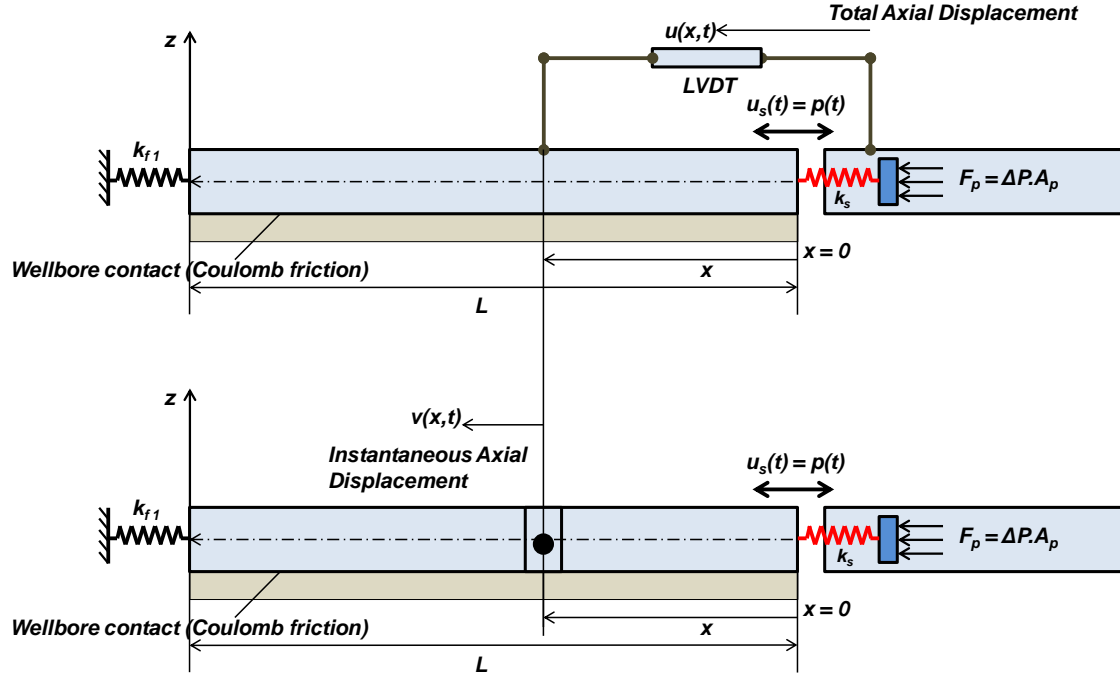 Total Axial Displacement
z
u(x,t)
LVDT
u_s(t) = p(t)
k_f1
F_p = ΔP.A_p
k_s
x = 0
Wellbore contact (Coulomb friction)
x
L
z
v(x,t)
Instantaneous Axial
Displacement
u_s(t) = p(t)
k_f1
F_p = ΔP.A_p
k_s
x = 0
Wellbore contact (Coulomb friction)
x
L